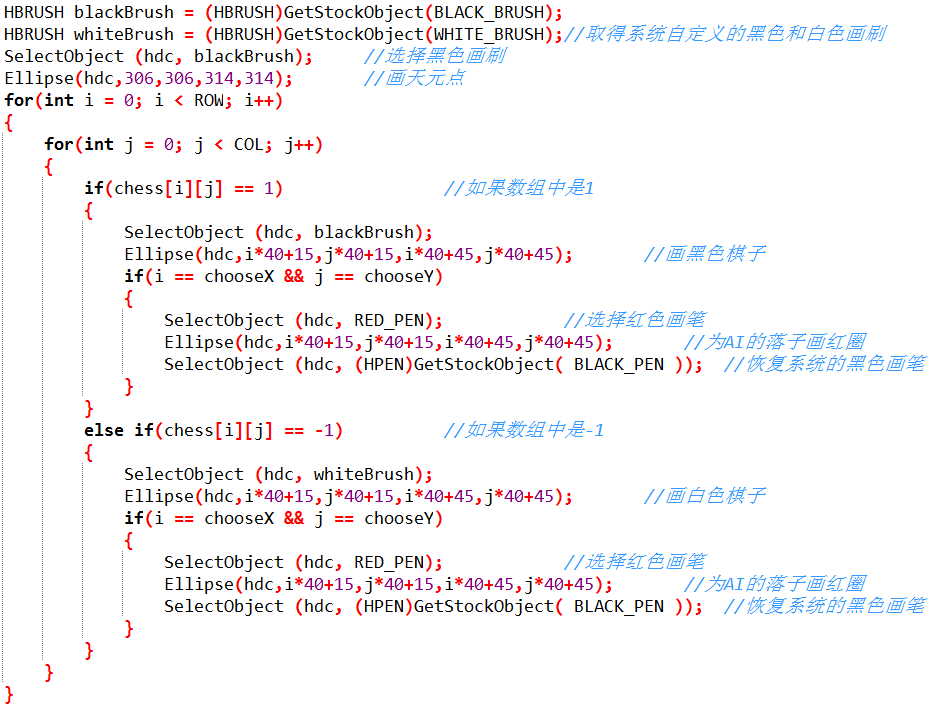 HBRUSH blackBrush = (HBRUSH)GetStockObject(BLACK_BRUSH);
HBRUSH whiteBrush = (HBRUSH)GetStockObject(WHITE_BRUSH);//取得系统自定义的黑色和白色画刷
SelectObject (hdc, blackBrush);     //选择黑色画刷
Ellipse(hdc,306,306,314,314);       //画天元点
for(int i = 0; i < ROW; i++)
{
    for(int j = 0; j < COL; j++)
    {
        if(chess[i][j] == 1)                //如果数组中是1
        {
            SelectObject (hdc, blackBrush);
            Ellipse(hdc,i*40+15,j*40+15,i*40+45,j*40+45);       //画黑色棋子
            if(i == chooseX && j == chooseY)
            {
                SelectObject (hdc, RED_PEN);            //选择红色画笔
                Ellipse(hdc,i*40+15,j*40+15,i*40+45,j*40+45);       //为AI的落子画红圈
                SelectObject (hdc, (HPEN)GetStockObject( BLACK_PEN ));  //恢复系统的黑色画笔
            }
        }
        else if(chess[i][j] == -1)          //如果数组中是-1
        {
            SelectObject (hdc, whiteBrush);
            Ellipse(hdc,i*40+15,j*40+15,i*40+45,j*40+45);       //画白色棋子
            if(i == chooseX && j == chooseY)
            {
                SelectObject (hdc, RED_PEN);            //选择红色画笔
                Ellipse(hdc,i*40+15,j*40+15,i*40+45,j*40+45);       //为AI的落子画红圈
                SelectObject (hdc, (HPEN)GetStockObject( BLACK_PEN ));  //恢复系统的黑色画笔
            }
        }
    }
}